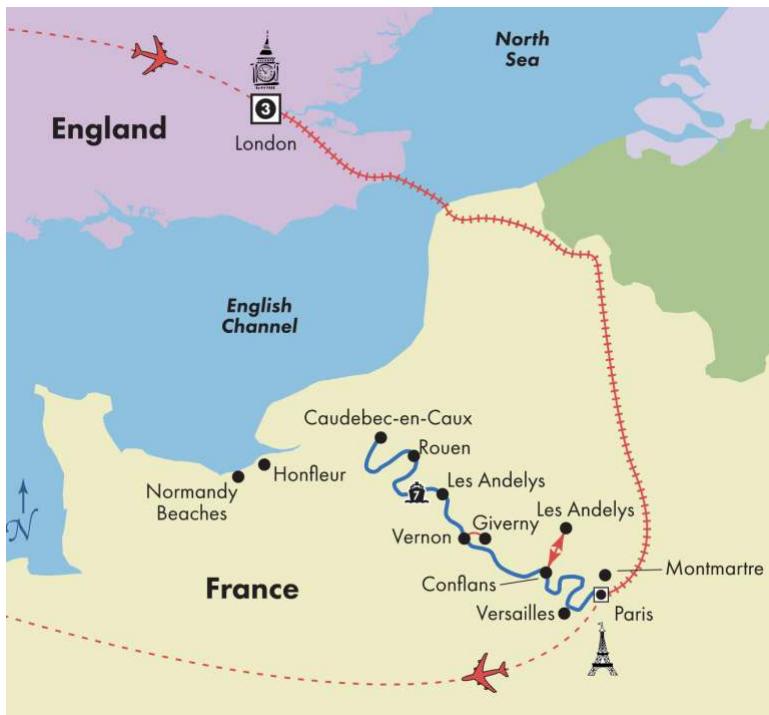 North
Sea
3
England
London
English
Channel
Caudebec-en-Caux
Rouen
Honfleur
Normandy
Beaches
Les Andelys
7
Les Andelys
Giverny
Vernon
N
France
Conflans
Montmartre
Versailles
Paris